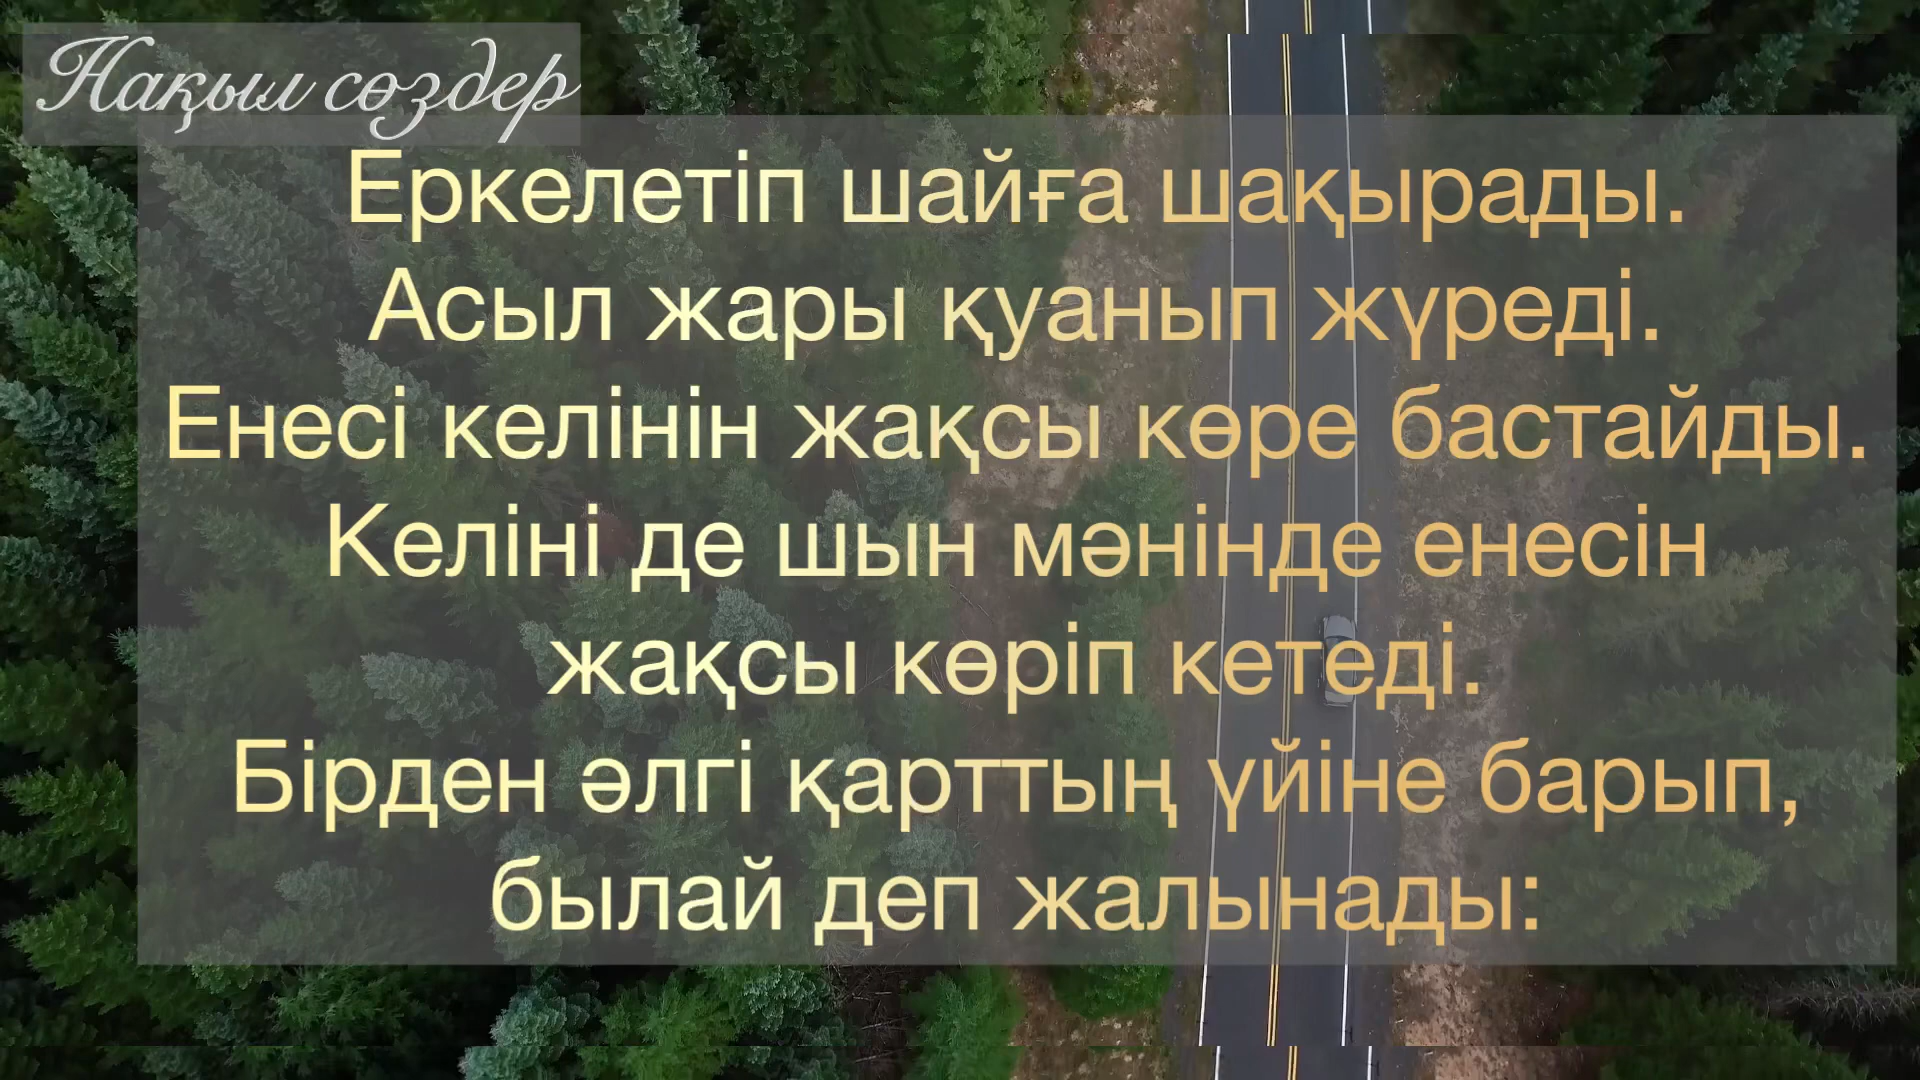 Нақыл сөздер
Еркелетіп шайға шақырады.
Асыл жары қуанып жүреді.
Енесі келінін жақсы көре бастайды.
Келіні де шын мәнінде енесін
жақсы көріп кетеді.
Бірден әлгі қарттың үйіне барып,
былай деп жалынады: